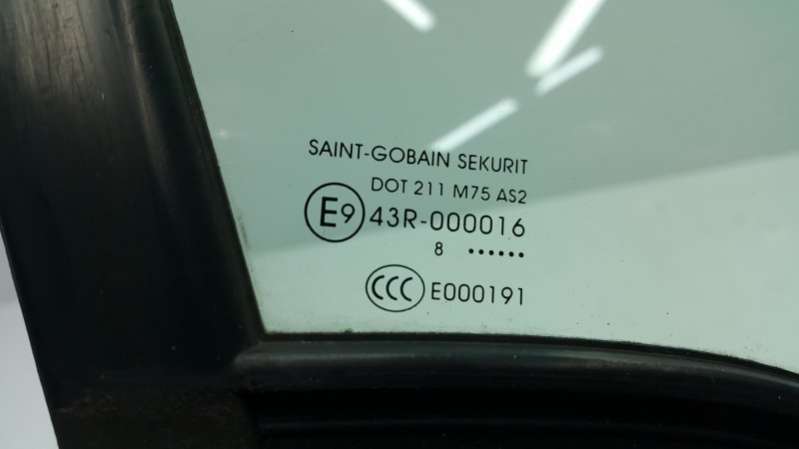 SAINT-GOBAIN SEKURIT
DOT 211 M75 AS2
E9 43R-000016
8 ••••••
CCC E000191